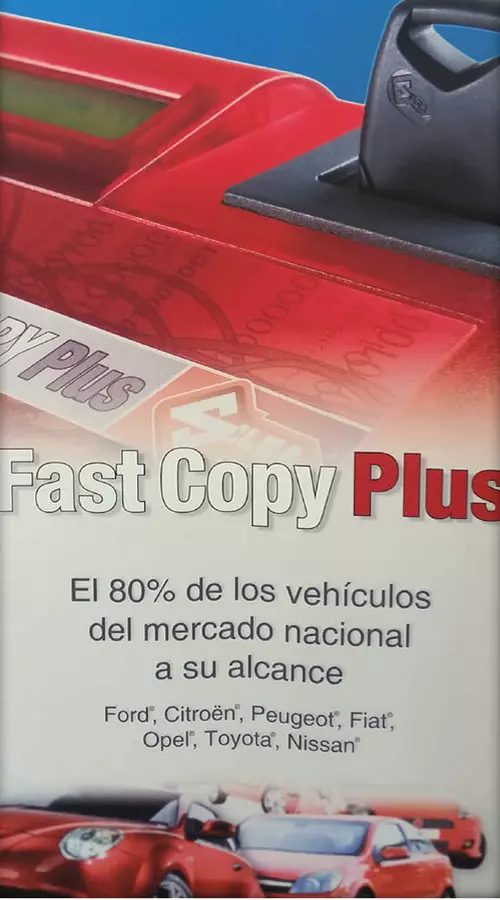 PY Plus
Fast Copy Plus
El 80% de los vehículos
del mercado nacional
a su alcance
Ford®, Citroën®, Peugeot®, Fiat®,
Opel®, Toyota®, Nissan®